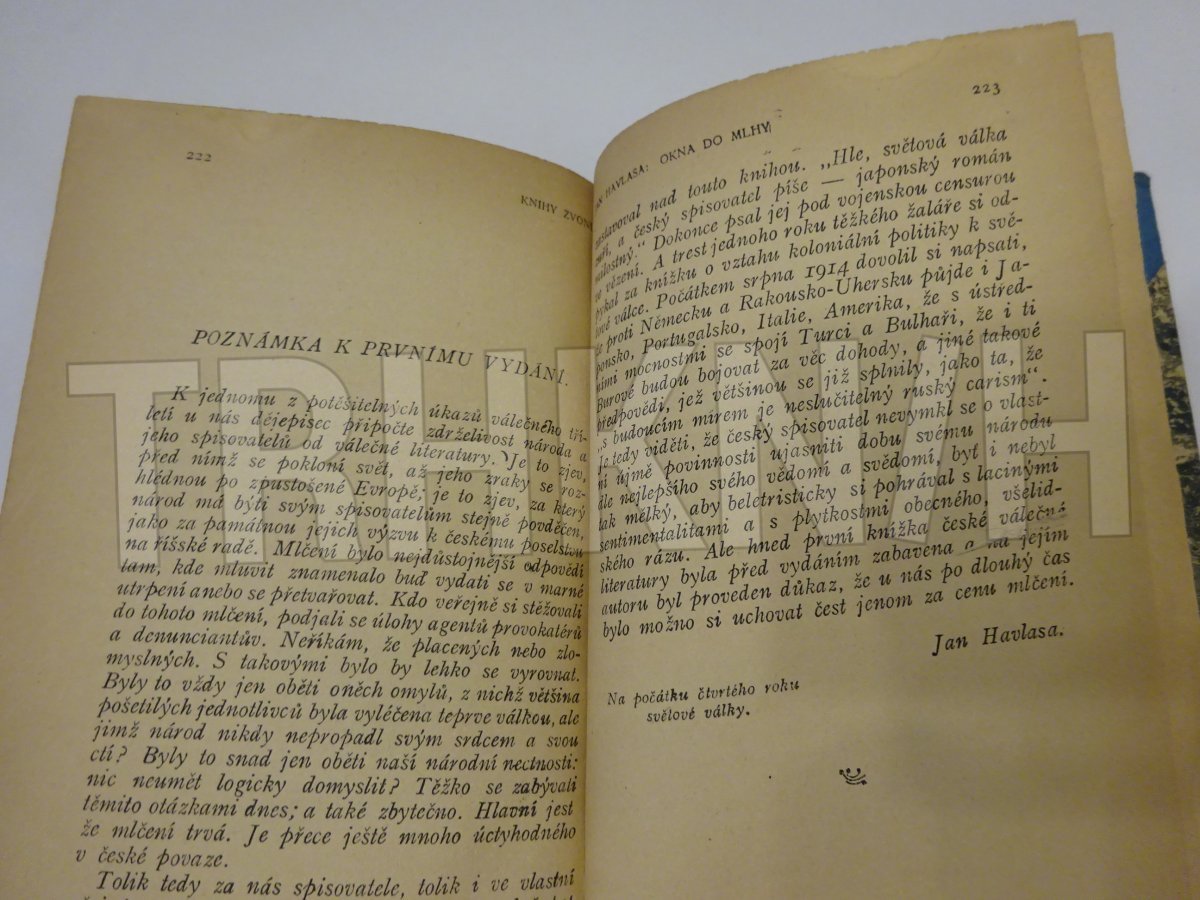 222
KNIHY ZVONU
POZNÁMKA K PRVNÍMU VYDÁNÍ.
K jednomu z potěšitelných úkazů válečného tří-
letí u nás dějepisec připočte zdrželivost národa a
jeho spisovatelů od válečné literatury. Je to zjev,
před nímž se pokloní svět, až jeho zraky se roz-
hlédnou po zpustošené Evropě; je to zjev, za který
národ má býti svým spisovatelům stejně povděčen,
jako za památnou jejich výzvu k českému poselstvu
na říšské radě. Mlčení bylo nejdůstojnější odpovědí
tam, kde mluvit znamenalo buď vydati se v marné
utrpení anebo se přetvařovat. Kdo veřejně si stěžovali
do tohoto mlčení, podjali se úlohy agentů provokatérů
a denunciantův. Neříkám, že placených nebo zlo-
myslných. S takovými bylo by lehko se vyrovnat.
Byly to vždy jen oběti oněch omylů, z nichž většina
pošetilých jednotlivců byla vyléčena teprve válkou, ale
jimž národ nikdy nepropadl svým srdcem a svou
ctí? Byly to snad jen oběti naší národní nectnosti:
nic neumět logicky domyslit? Těžko se zabývati
těmito otázkami dnes; a také zbytečno. Hlavní jest
že mlčení trvá. Je přece ještě mnoho úctyhodného
v české povaze.
Tolik tedy za nás spisovatele, tolik i ve vlastní
223
JAN HAVLASA: OKNA DO MLHY
zastavoval nad touto knihou. „Hle, světová válka
zuří, a český spisovatel píše — japonský román
malostný.“ Dokonce psal jej pod vojenskou censurou
ve vězení. A trest jednoho roku těžkého žaláře si od-
pykal za knížku o vztahu koloniální politiky k svě-
tové válce. Počátkem srpna 1914 dovolil si napsati,
že proti Německu a Rakousko-Uhersku půjde i Ja-
ponsko, Portugalsko, Italie, Amerika, že s ústřed-
ními mocnostmi se spojí Turci a Bulhaři, že i ti
Burové budou bojovat za věc dohody, a jiné takové
předpovědi, jež většinou se již splnily, jako ta, že
„s budoucím mírem je neslučitelný ruský carism“.
Je tedy viděti, že český spisovatel nevymkl se o vlast-
ní újmě povinnosti ujasniti dobu svému národu
dle nejlepšího svého vědomí a svědomí, byť i nebyl
tak mělký, aby beletristicky si pohrával s lacinými
sentimentalitami a s plytkostmi obecného, všelid-
ského rázu. Ale hned první knížka české válečné
literatury byla před vydáním zabavena a na jejím
autoru byl proveden důkaz, že u nás po dlouhý čas
bylo možno si uchovat čest jenom za cenu mlčení.
Jan Havlasa.
Na počátku čtvrtého roku
světové války.
TRH KNIH